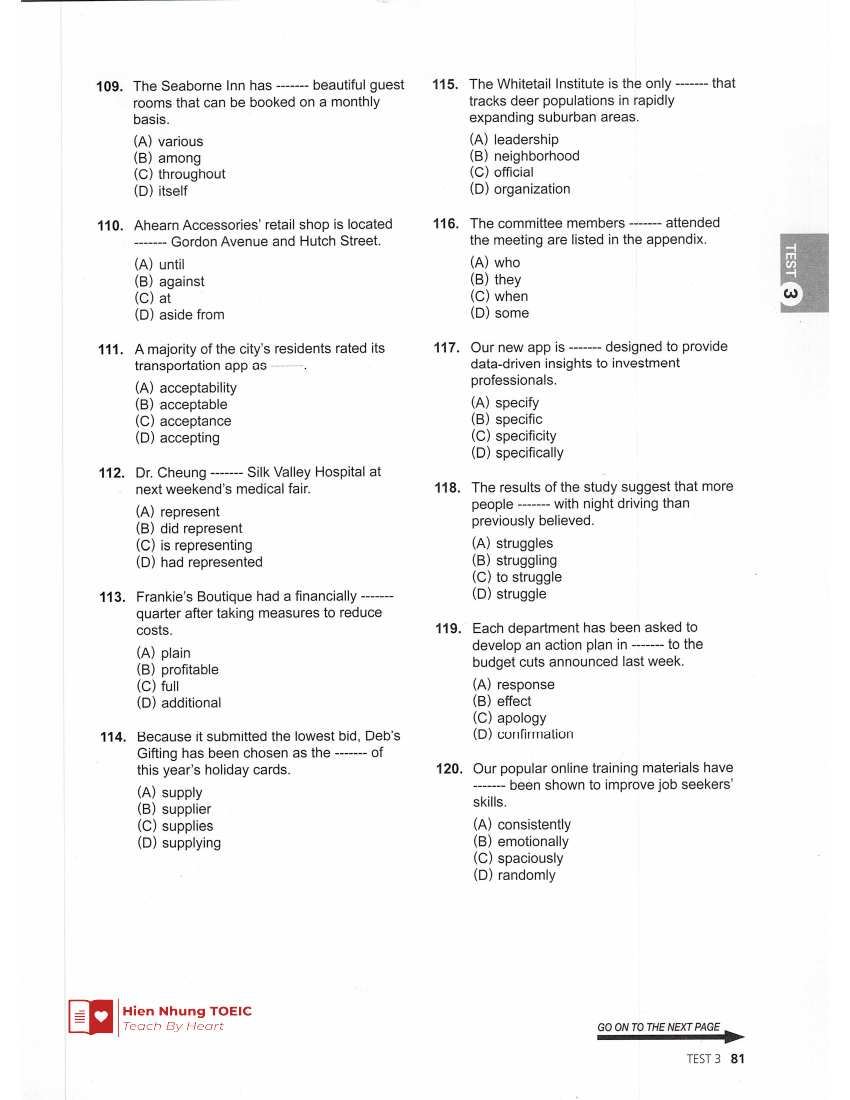 109. The Seaborne Inn has ------- beautiful guest
rooms that can be booked on a monthly
basis.
(A) various
(B) among
(C) throughout
(D) itself
110. Ahearn Accessories' retail shop is located
------- Gordon Avenue and Hutch Street.
(A) until
(B) against
(C) at
(D) aside from
111. A majority of the city's residents rated its
transportation app as -------.
(A) acceptability
(B) acceptable
(C) acceptance
(D) accepting
112. Dr. Cheung ------- Silk Valley Hospital at
next weekend's medical fair.
(A) represent
(B) did represent
(C) is representing
(D) had represented
113. Frankie's Boutique had a financially -------
quarter after taking measures to reduce
costs.
(A) plain
(B) profitable
(C) full
(D) additional
114. Because it submitted the lowest bid, Deb's
Gifting has been chosen as the ------- of
this year's holiday cards.
(A) supply
(B) supplier
(C) supplies
(D) supplying
115. The Whitetail Institute is the only ------- that
tracks deer populations in rapidly
expanding suburban areas.
(A) leadership
(B) neighborhood
(C) official
(D) organization
116. The committee members ------- attended
the meeting are listed in the appendix.
(A) who
(B) they
(C) when
(D) some
117. Our new app is ------- designed to provide
data-driven insights to investment
professionals.
(A) specify
(B) specific
(C) specificity
(D) specifically
118. The results of the study suggest that more
people ------- with night driving than
previously believed.
(A) struggles
(B) struggling
(C) to struggle
(D) struggle
119. Each department has been asked to
develop an action plan in ------- to the
budget cuts announced last week.
(A) response
(B) effect
(C) apology
(D) confirmation
120. Our popular online training materials have
------- been shown to improve job seekers'
skills.
(A) consistently
(B) emotionally
(C) spaciously
(D) randomly
TEST 3
Hien Nhung TOEIC
Teach By Heart
GO ON TO THE NEXT PAGE
TEST 3 81